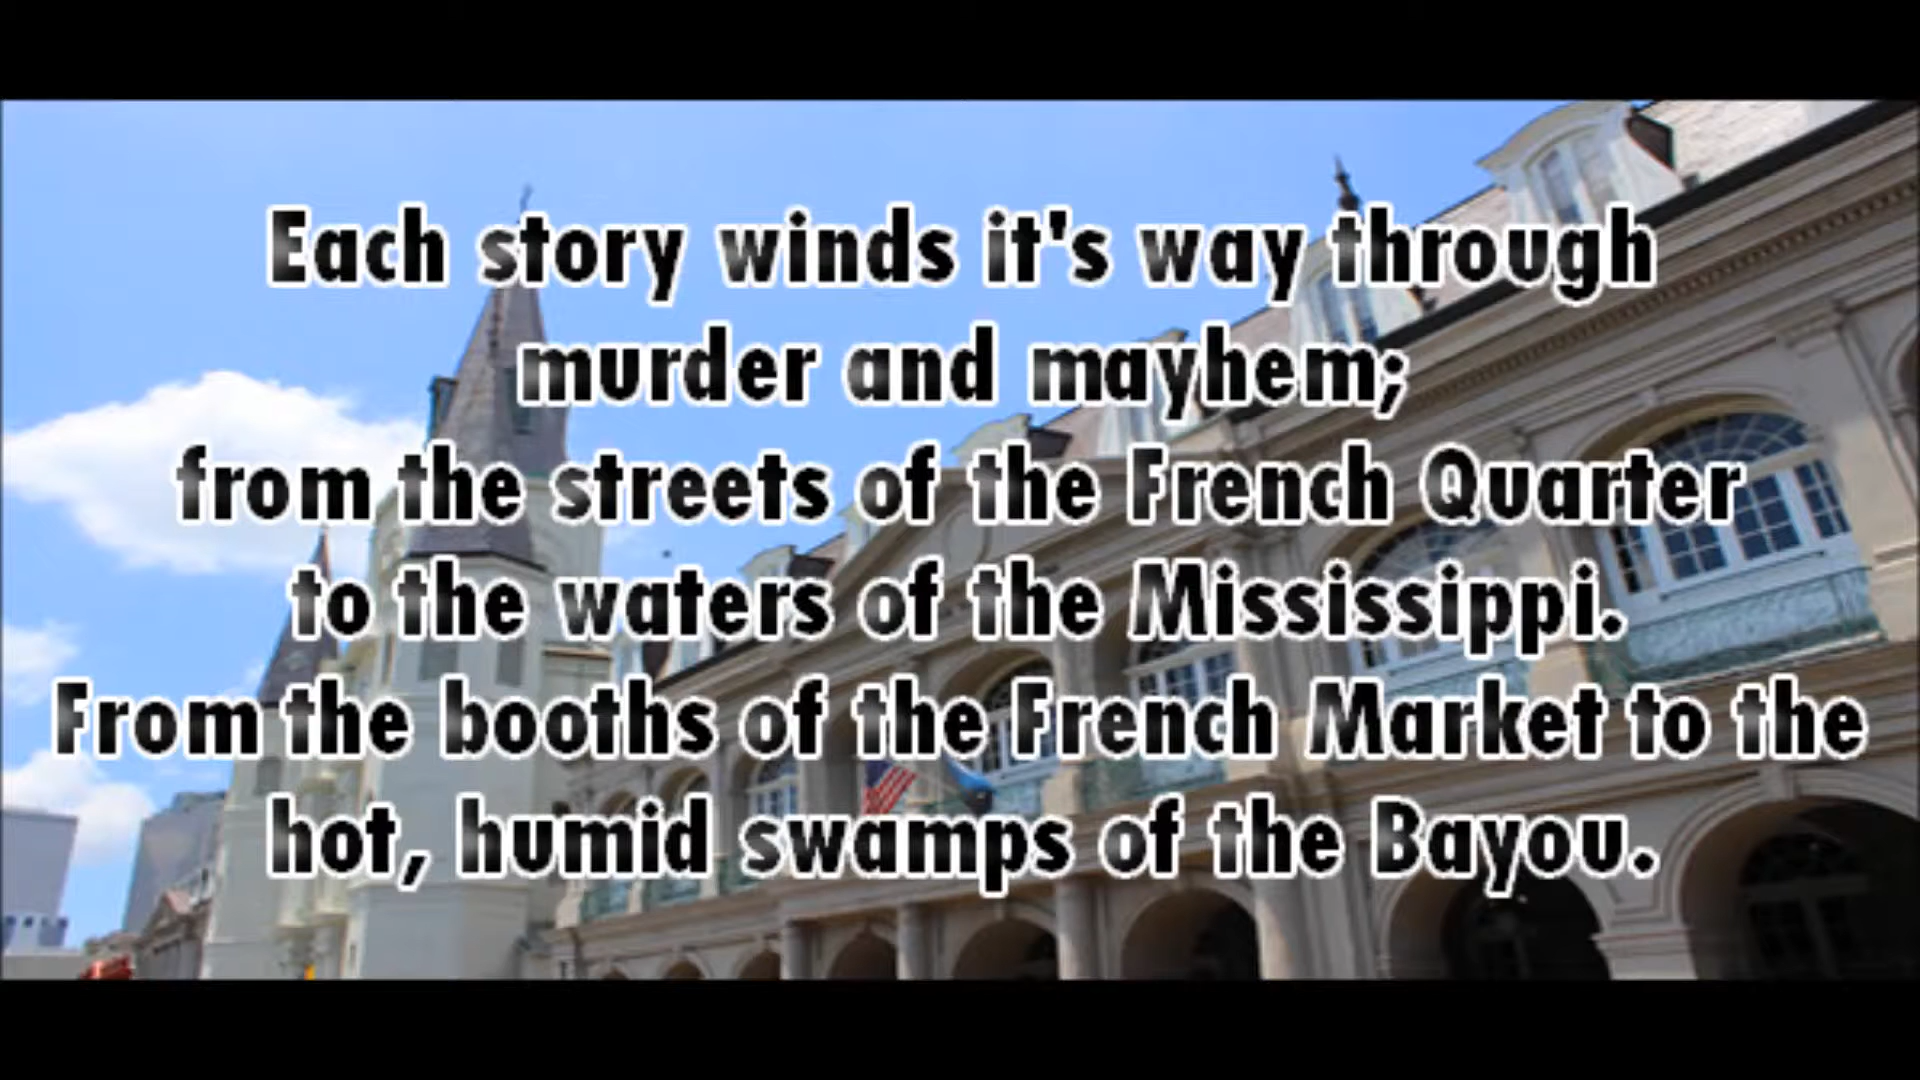 Each story winds it's way through
murder and mayhem;
from the streets of the French Quarter
to the waters of the Mississippi.
From the booths of the French Market to the
hot, humid swamps of the Bayou.